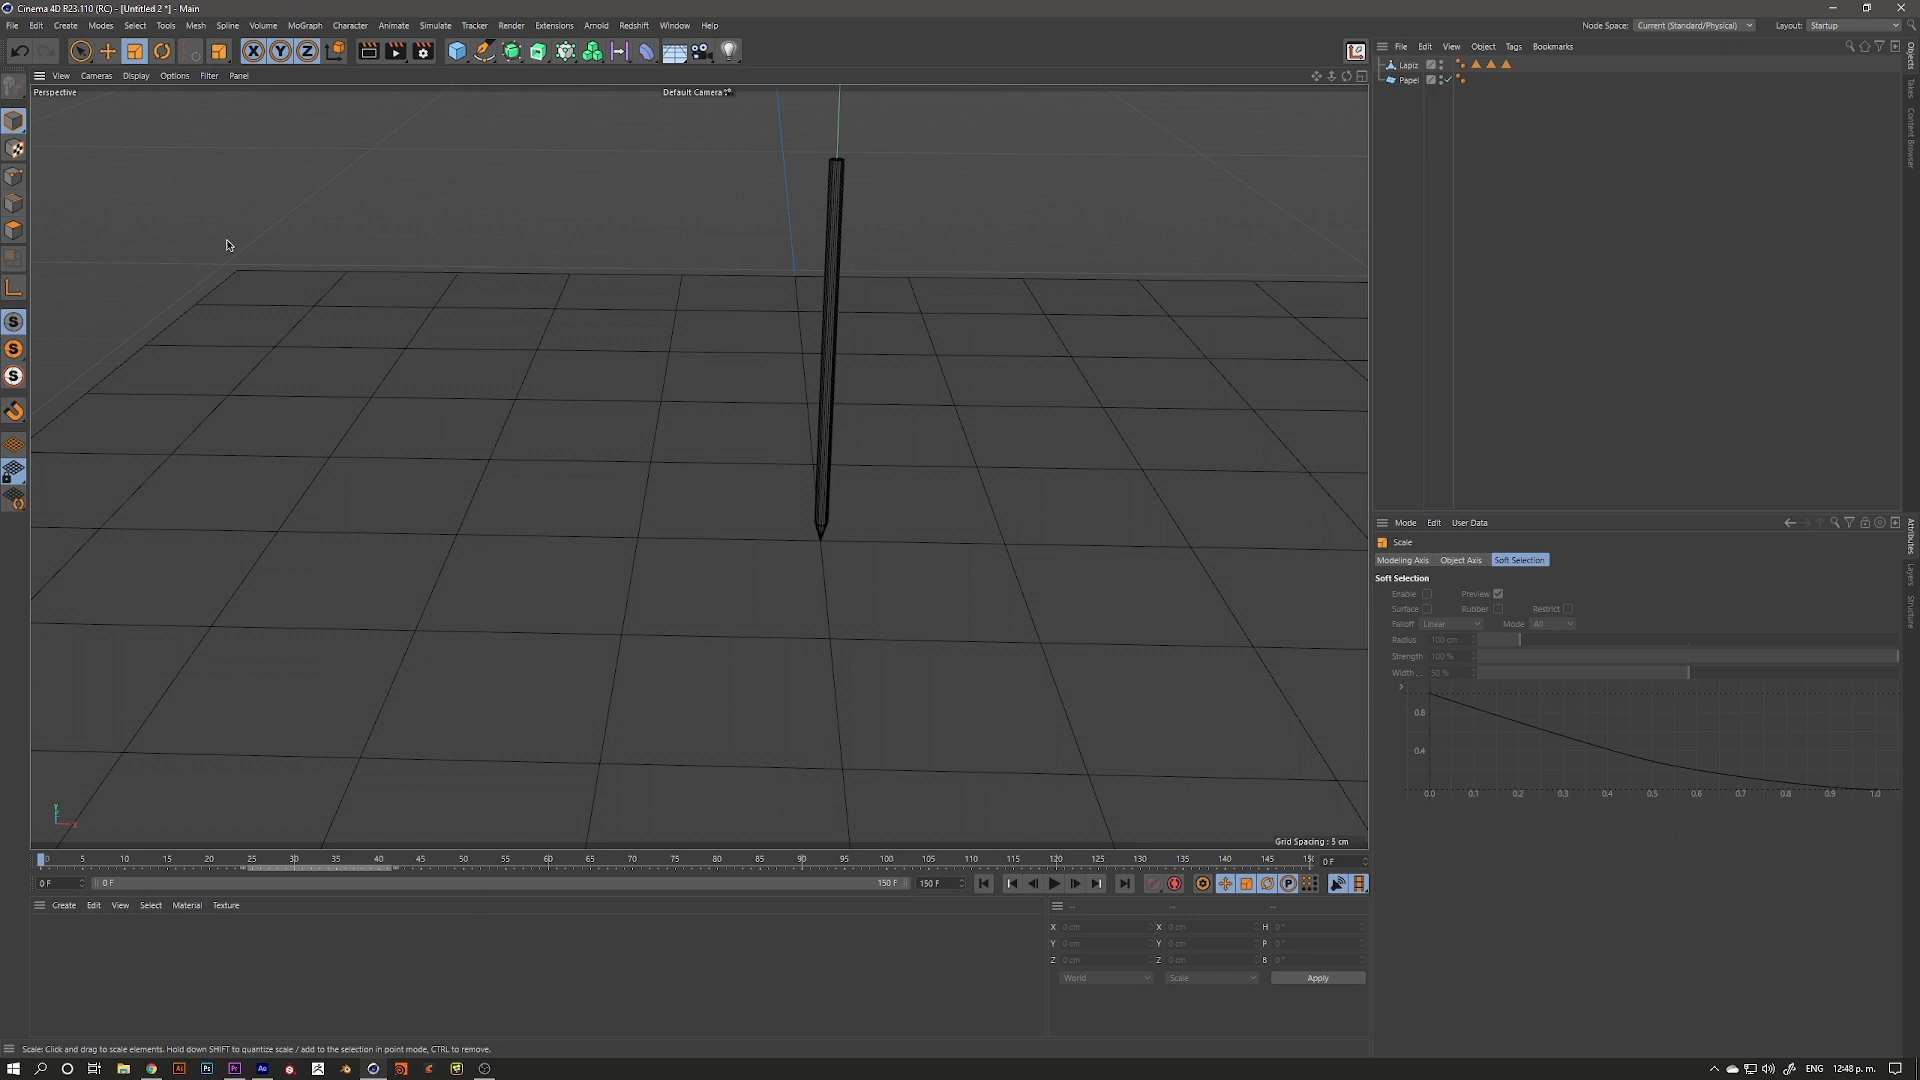 Cinema 4D R23.110 (RC) - [Untitled 2 *] - Main
File Edit Create Modes Select Tools Mesh Spline Volume MoGraph Character Animate Simulate Tracker Render Extensions Arnold Redshift Window Help
Node Space: Current (Standard/Physical) Layout: Startup
File Edit View Object Tags Bookmarks
Lapiz
Papel
View Cameras Display Options Filter Panel
Perspective
Default Camera
Objects
Takes
Content Browser
Mode Edit User Data
Scale
Modeling Axis Object Axis Soft Selection
Soft Selection
Enable Preview
Surface Rubber Restrict
Falloff Linear Mode All
Radius 100 cm
Strength 100 %
Width . . 50 %
0.8
0.4
0.0 0.1 0.2 0.3 0.4 0.5 0.6 0.7 0.8 0.9 1.0
Attributes
Layers
Structure
Y
X
Grid Spacing : 5 cm
0 5 10 15 20 25 30 35 40 45 50 55 60 65 70 75 80 85 90 95 100 105 110 115 120 125 130 135 140 145 0 F
0 F 0 F 150 F 150 F
Create Edit View Select Material Texture
-- -- --
X 0 cm X 0 cm H 0 °
Y 0 cm Y 0 cm P 0 °
Z 0 cm Z 0 cm B 0 °
World Scale Apply
Scale: Click and drag to scale elements. Hold down SHIFT to quantize scale / add to the selection in point mode, CTRL to remove.
ENG 12:48 p. m.